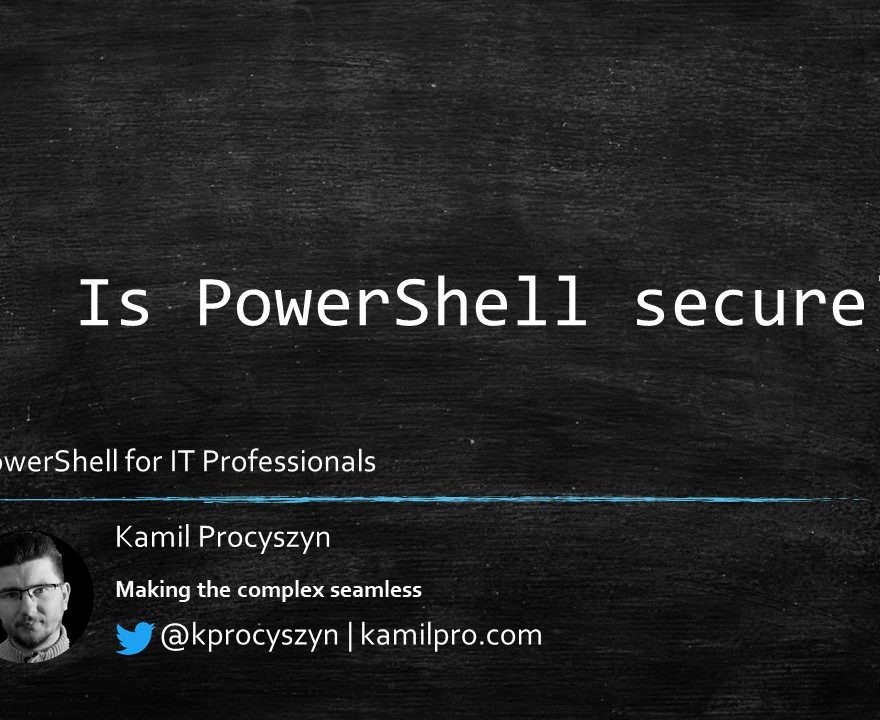 Is PowerShell secure
owerShell for IT Professionals
Kamil Procyszyn
Making the complex seamless
@kprocyszyn | kamilpro.com